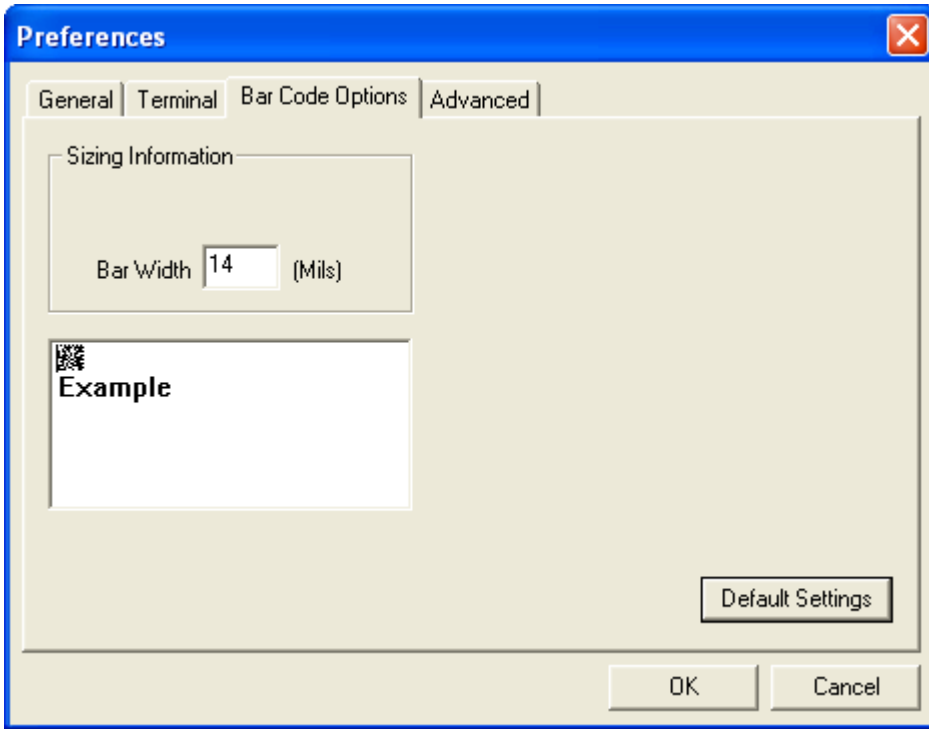 Preferences
General Terminal Bar Code Options Advanced
Sizing Information
Bar Width 14 (Mils)
Example
Default Settings
OK Cancel